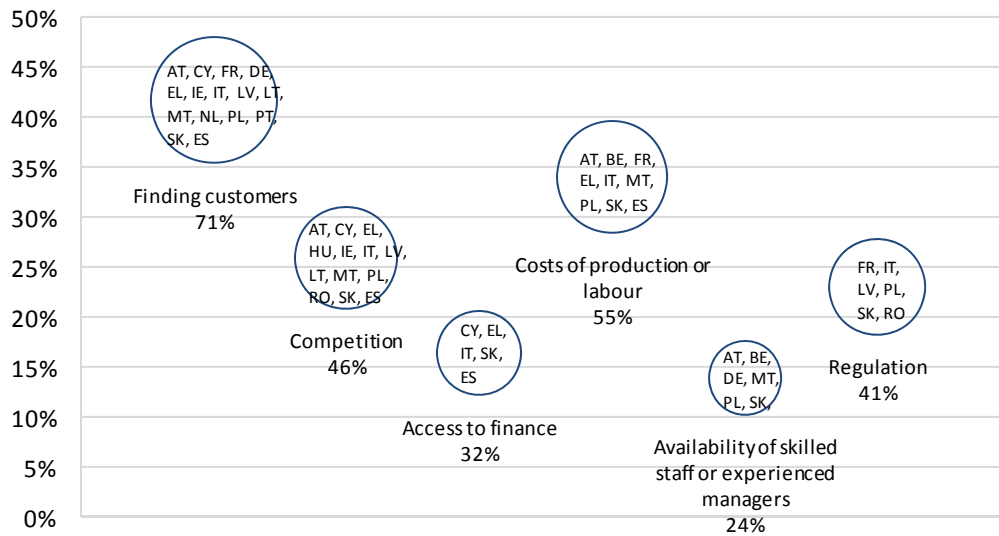 50%
45%
40%
35%
30%
25%
20%
15%
10%
5%
0%
AT, CY, FR, DE,
EL, IE, IT, LV, LT,
MT, NL, PL, PT,
SK, ES
Finding customers
71%
AT, CY, EL,
HU, IE, IT, LV,
LT, MT, PL,
RO, SK, ES
Competition
46%
CY, EL,
IT, SK,
ES
Access to finance
32%
AT, BE, FR,
EL, IT, MT,
PL, SK, ES
Costs of production or
labour
55%
AT, BE,
DE, MT,
PL, SK,
Availability of skilled
staff or experienced
managers
24%
FR, IT,
LV, PL,
SK, RO
Regulation
41%